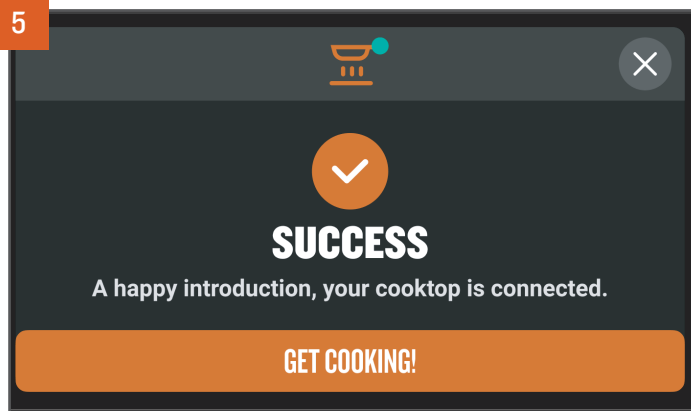 5
SUCCESS
A happy introduction, your cooktop is connected.
GET COOKING!